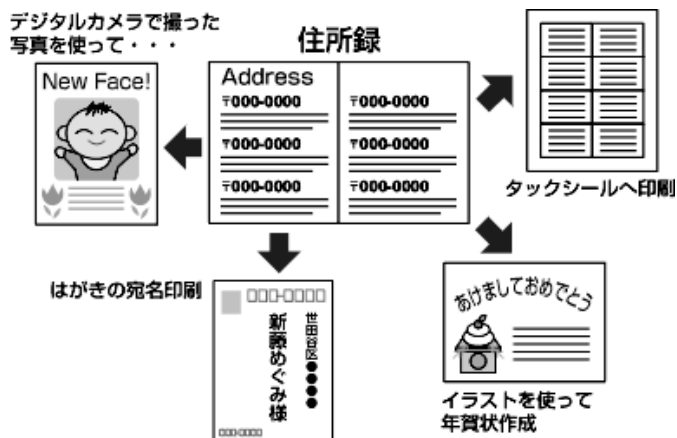 デジタルカメラで撮った
写真を使って・・・
New Face!
住所録
Address
〒000-0000
〒000-0000
〒000-0000
〒000-0000
〒000-0000
〒000-0000
タックシールへ印刷
はがきの宛名印刷
□□□-□□□□
世田谷区●●●●
新藤めぐみ様
□□□-□□□□
あけましておめでとう
イラストを使って
年賀状作成